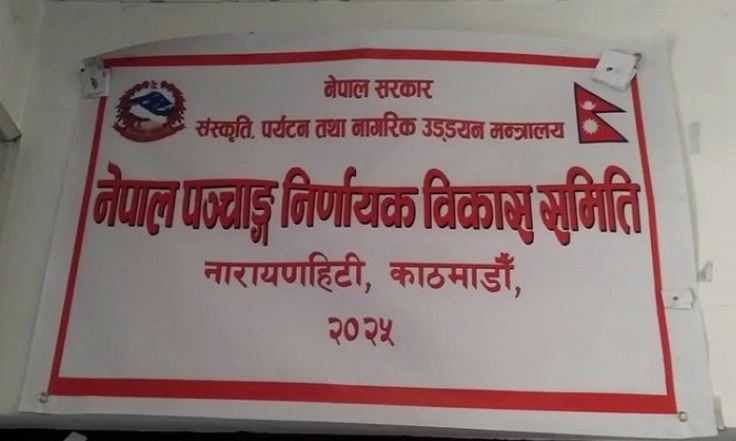 नेपाल सरकार
संस्कृति, पर्यटन तथा नागरिक उड्डयन मन्त्रालय
नेपाल पञ्चाङ्ग निर्णायक विकास समिति
नारायणहिटी, काठमाडौँ,
२०२५